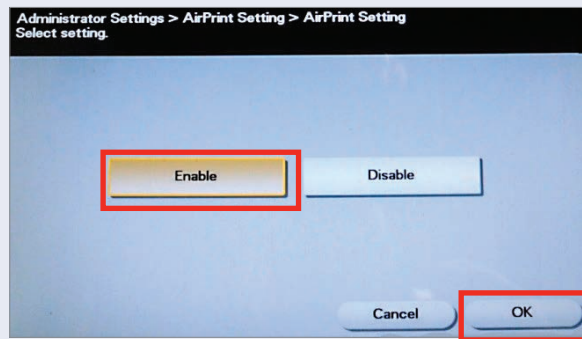 Administrator Settings > AirPrint Setting > AirPrint Setting
Select setting.
Enable
Disable
Cancel
OK